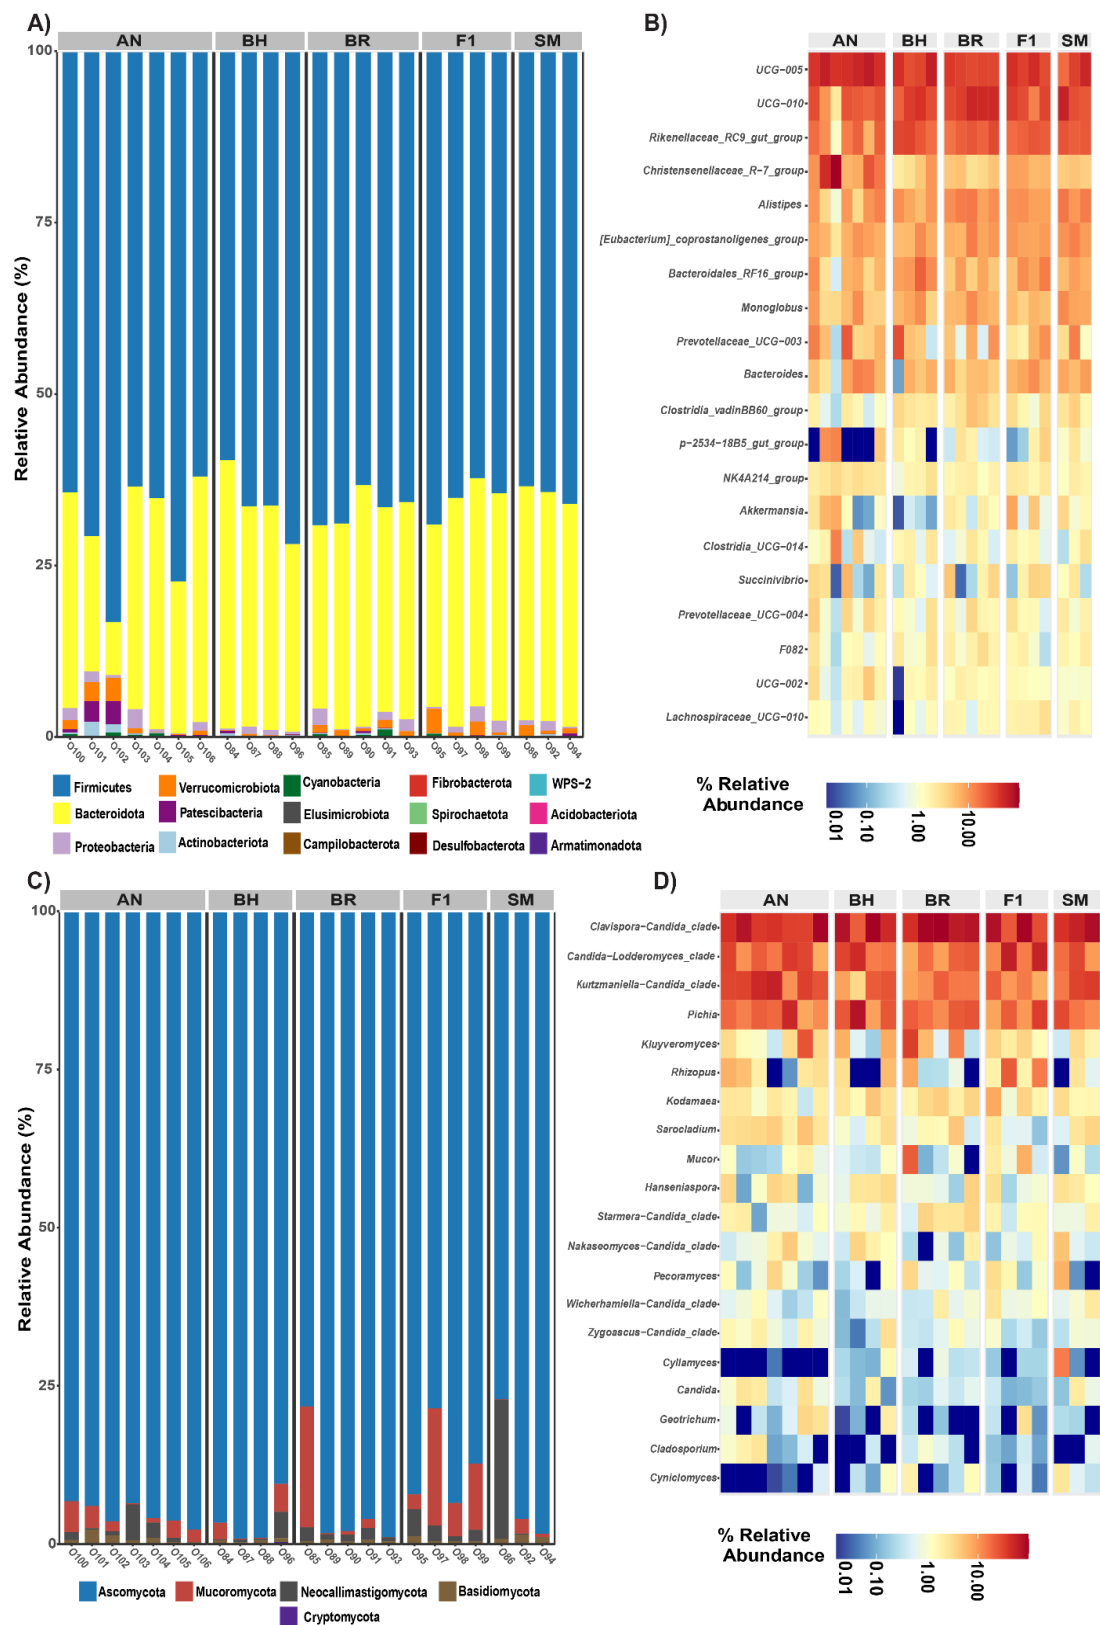 A)
AN BH BR F1 SM
100
75
50
25
0
Relative Abundance (%)
O100 O101 O102 O103 O104 O105 O106 O84 O87 O88 O96 O85 O89 O90 O91 O93 O95 O97 O98 O99 O86 O92 O94
Firmicutes Verrucomicrobiota Cyanobacteria Fibrobacterota WPS-2
Bacteroidota Patescibacteria Elusimicrobiota Spirochaetota Acidobacteriota
Proteobacteria Actinobacteriota Campilobacterota Desulfobacterota Armatimonadota
B)
AN BH BR F1 SM
UCG-005
UCG-010
Rikenellaceae_RC9_gut_group
Christensenellaceae_R-7_group
Alistipes
[Eubacterium]_coprostanoligenes_group
Bacteroidales_RF16_group
Monoglobus
Prevotellaceae_UCG-003
Bacteroides
Clostridia_vadinBB60_group
p-2534-18B5_gut_group
NK4A214_group
Akkermansia
Clostridia_UCG-014
Succinivibrio
Prevotellaceae_UCG-004
F082
UCG-002
Lachnospiraceae_UCG-010
% Relative
Abundance
0.01 0.10 1.00 10.00
C)
AN BH BR F1 SM
100
75
50
25
0
Relative Abundance (%)
O100 O101 O102 O103 O104 O105 O106 O84 O87 O88 O96 O85 O89 O90 O91 O93 O95 O97 O98 O99 O86 O92 O94
Ascomycota Mucoromycota Neocallimastigomycota Basidiomycota
Cryptomycota
D)
AN BH BR F1 SM
Clavispora-Candida_clade
Candida-Lodderomyces_clade
Kurtzmaniella-Candida_clade
Pichia
Kluyveromyces
Rhizopus
Kodamaea
Sarocladium
Mucor
Hanseniaspora
Starmera-Candida_clade
Nakaseomyces-Candida_clade
Pecoramyces
Wicherhamiella-Candida_clade
Zygoascus-Candida_clade
Cyllamyces
Candida
Geotrichum
Cladosporium
Cyniclomyces
% Relative
Abundance
0.01 0.10 1.00 10.00